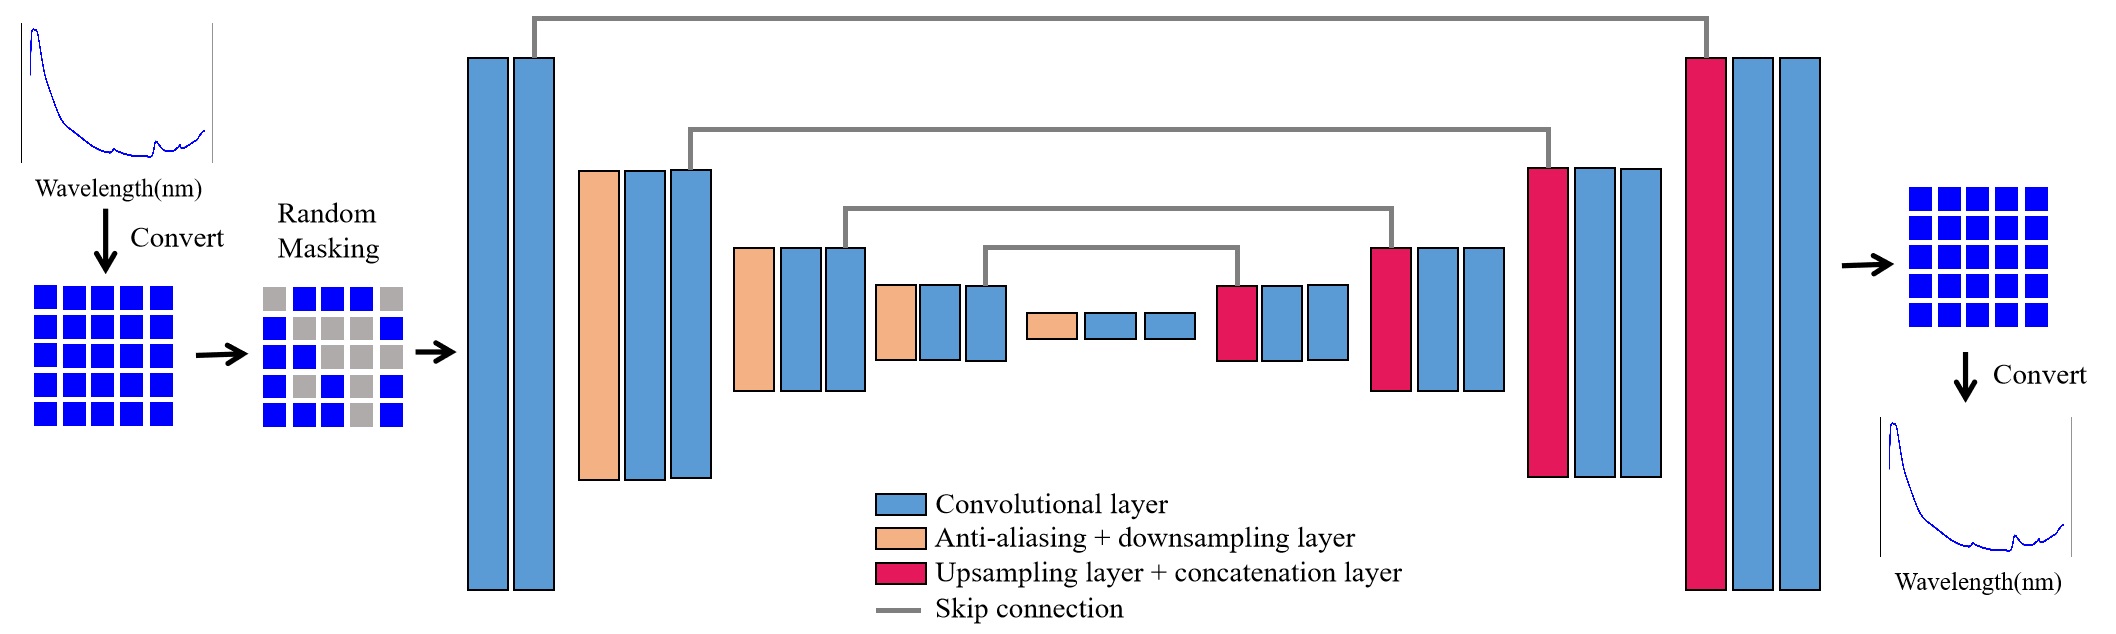 Wavelength(nm)
Convert
Random
Masking
Convolutional layer
Anti-aliasing + downsampling layer
Upsampling layer + concatenation layer
Skip connection
Convert
Wavelength(nm)